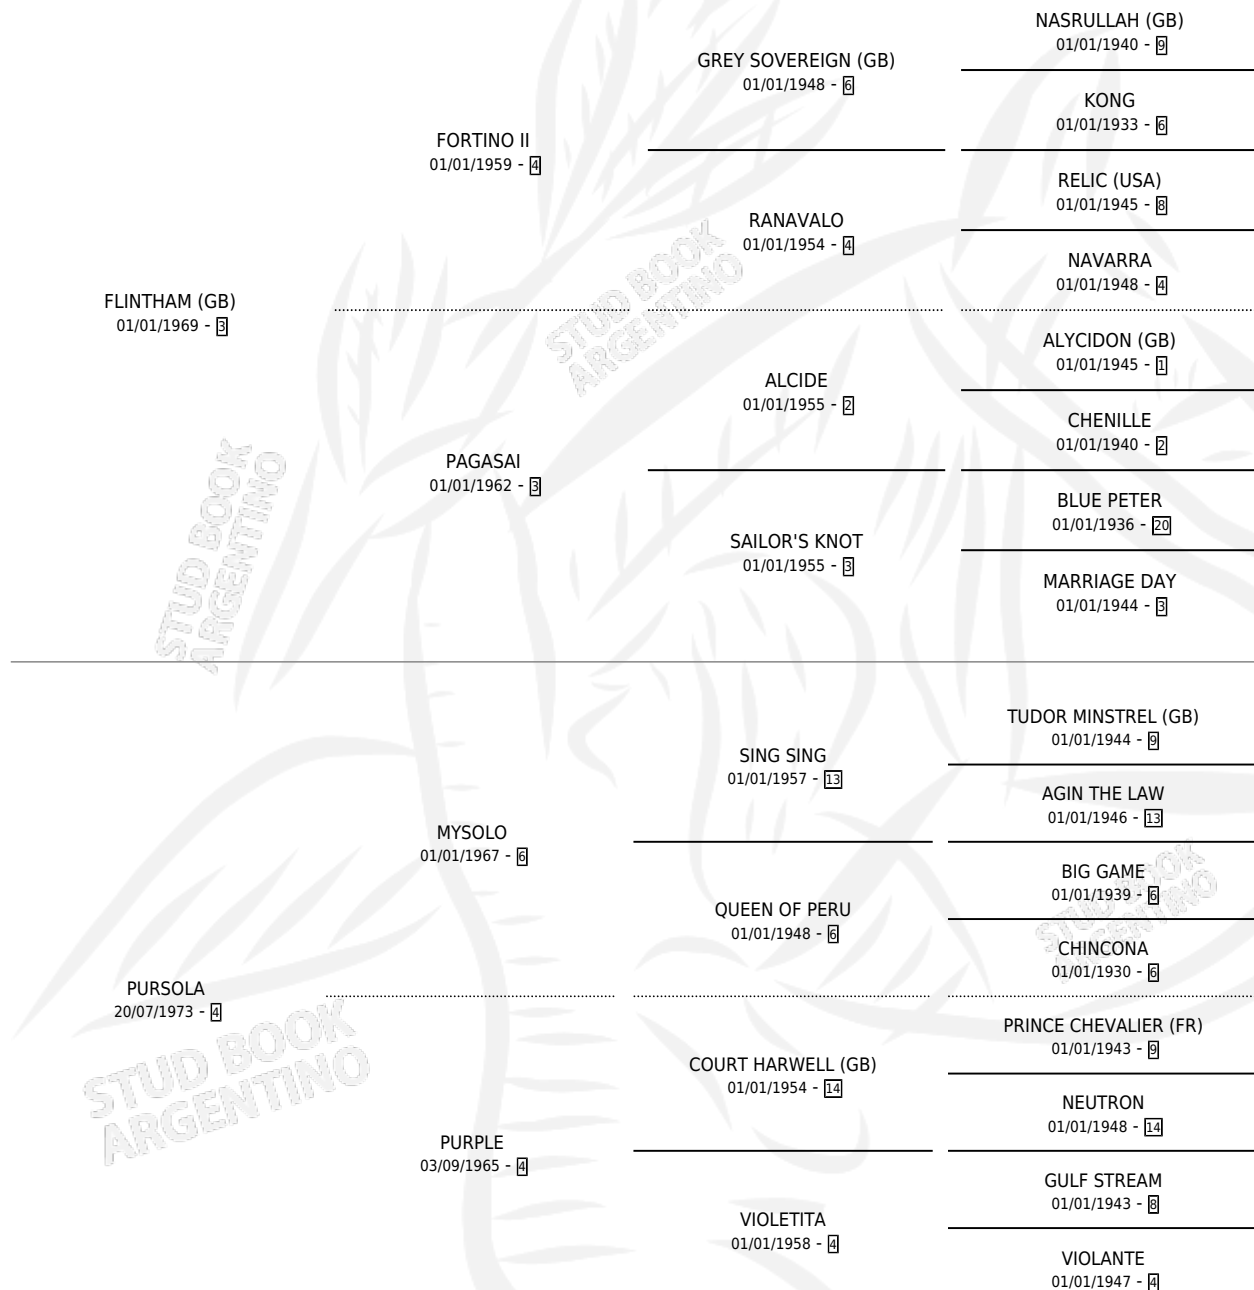 NASRULLAH (GB)
01/01/1940 - 9
GREY SOVEREIGN (GB)
01/01/1948 - 6
KONG
01/01/1933 - 6
FORTINO II
01/01/1959 - 4
RELIC (USA)
01/01/1945 - 8
RANAVALO
01/01/1954 - 4
NAVARRA
01/01/1948 - 4
FLINTHAM (GB)
01/01/1969 - 3
ALYCIDON (GB)
01/01/1945 - 1
ALCIDE
01/01/1955 - 2
CHENILLE
01/01/1940 - 2
PAGASAI
01/01/1962 - 3
BLUE PETER
01/01/1936 - 20
SAILOR'S KNOT
01/01/1955 - 3
MARRIAGE DAY
01/01/1944 - 3
STUD BOOK
ARGENTINO
STUD BOOK
ARGENTINO
TUDOR MINSTREL (GB)
01/01/1944 - 9
SING SING
01/01/1957 - 13
AGIN THE LAW
01/01/1946 - 13
MYSOLO
01/01/1967 - 6
BIG GAME
01/01/1939 - 6
QUEEN OF PERU
01/01/1948 - 6
CHINCONA
01/01/1930 - 6
PURSOLA
20/07/1973 - 4
PRINCE CHEVALIER (FR)
01/01/1943 - 9
COURT HARWELL (GB)
01/01/1954 - 14
NEUTRON
01/01/1948 - 14
PURPLE
03/09/1965 - 4
GULF STREAM
01/01/1943 - 8
VIOLETITA
01/01/1958 - 4
VIOLANTE
01/01/1947 - 4
STUD BOOK
ARGENTINO
STUD BOOK
ARGENTINO